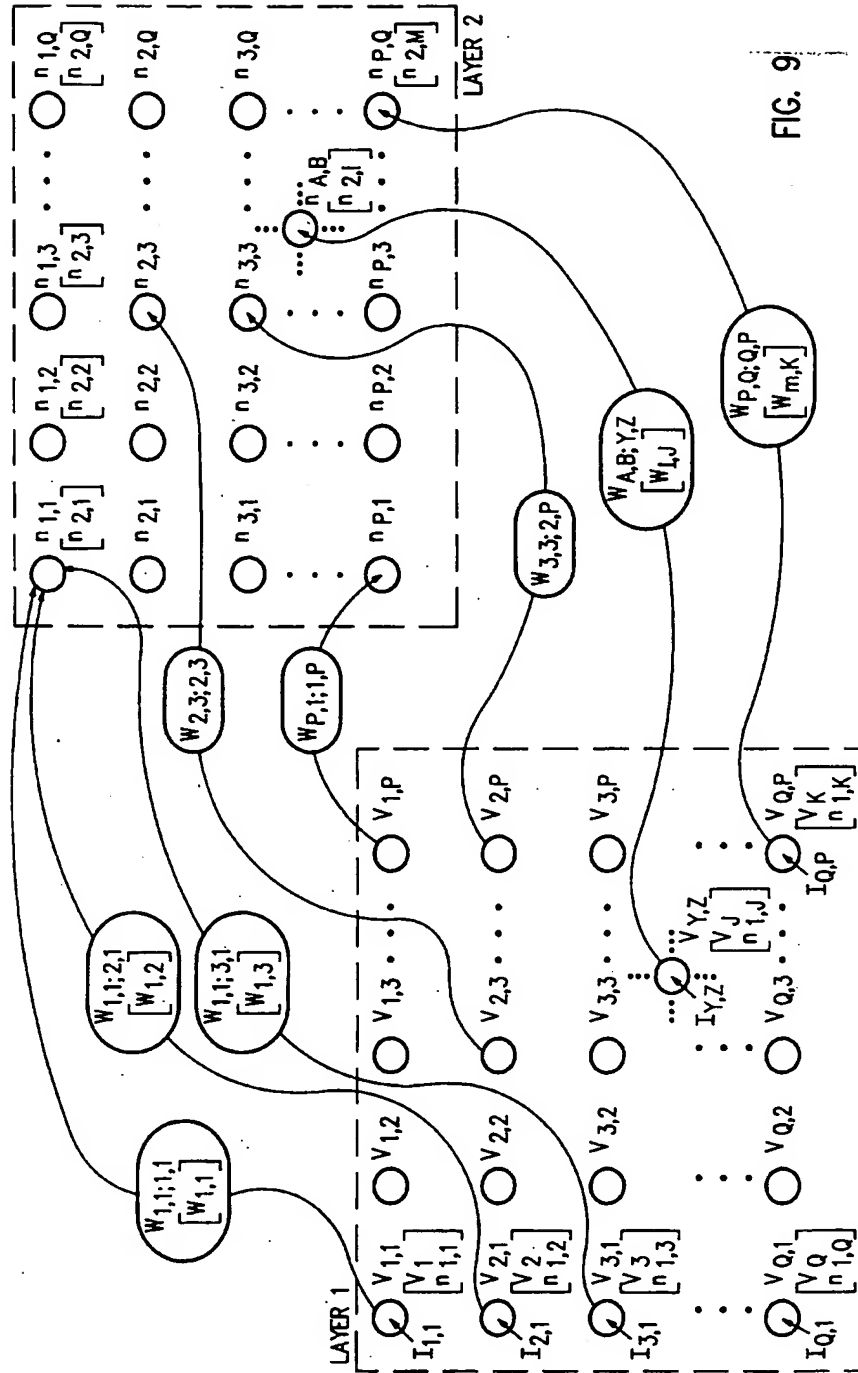 LAYER 2
n1,1
[n2,1]
n1,2
[n2,2]
n1,3
[n2,3]
n1,Q
[n2,Q]
n2,1
n2,2
n2,3
n2,Q
n3,1
n3,2
n3,3
n3,Q
nA,B
[n2,I]
nP,1
nP,2
nP,3
nP,Q
[n2,M]
W1,1;1,1
[W1,1]
W1,1;2,1
[W1,2]
W1,1;3,1
[W1,3]
W2,3;2,3
WP,1;1,P
W3,3;2,P
WA,B;Y,Z
[WI,J]
WP,Q;Q,P
[Wm,K]
LAYER 1
V1,1
[V1
n1,1]
I1,1
V1,2
V1,3
V1,P
V2,1
[V2
n1,2]
I2,1
V2,2
V2,3
V2,P
V3,1
[V3
n1,3]
I3,1
V3,2
V3,3
V3,P
VY,Z
[VJ
n1,J]
IY,Z
VQ,1
[VQ
n1,Q]
IQ,1
VQ,2
VQ,3
VQ,P
[VK
n1,K]
IQ,P
FIG. 9